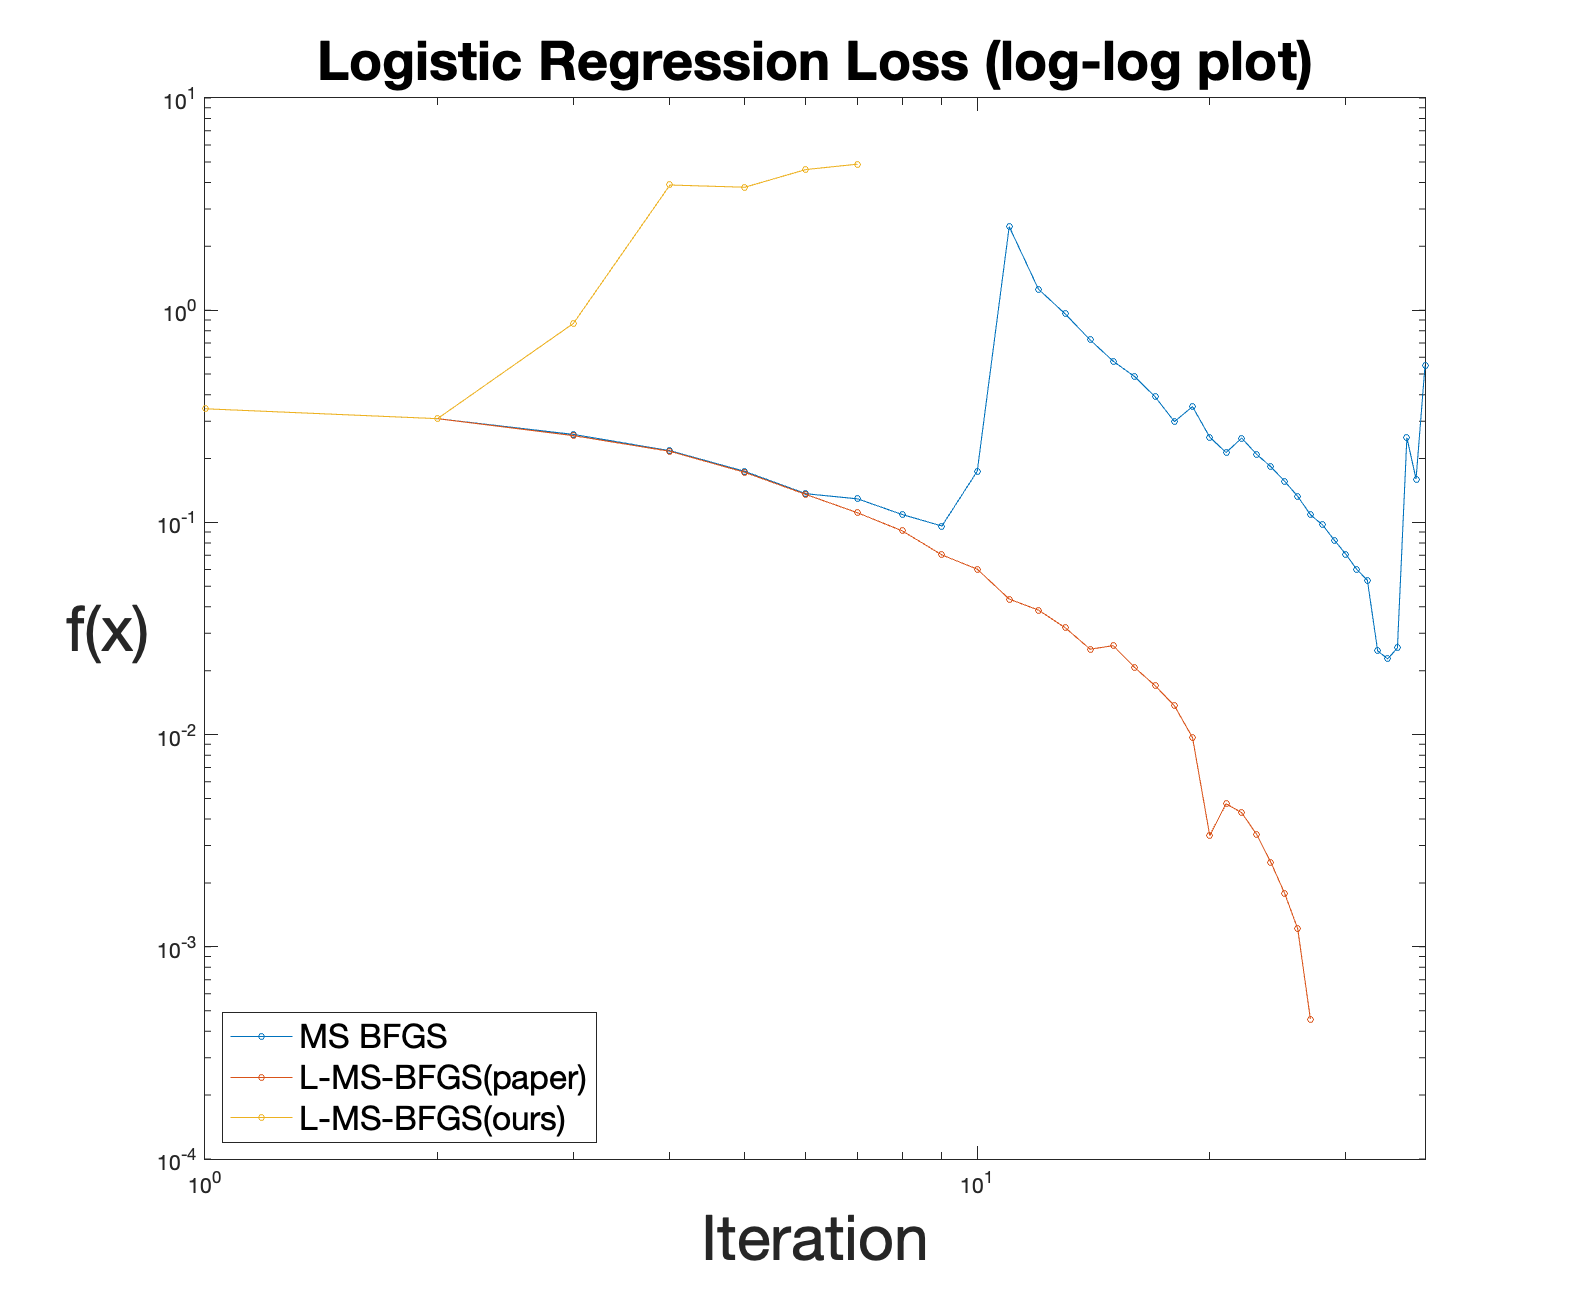 Logistic Regression Loss (log-log plot)
10^1
10^0
10^-1
f(x)
10^-2
10^-3
10^-4
MS BFGS
L-MS-BFGS(paper)
L-MS-BFGS(ours)
10^0
10^1
Iteration